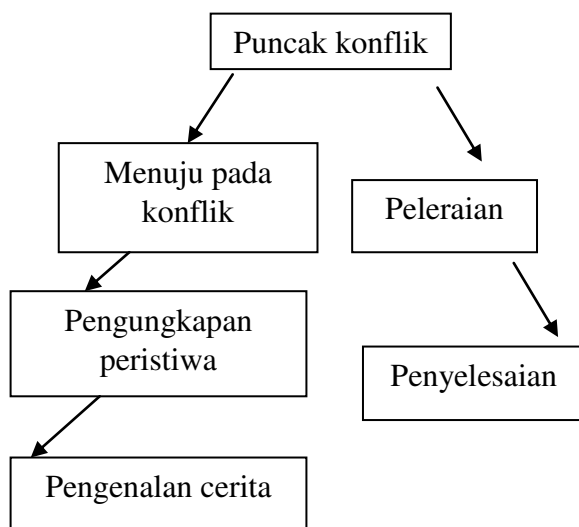 Puncak konflik
Menuju pada
konflik
Peleraian
Pengungkapan
peristiwa
Penyelesaian
Pengenalan cerita